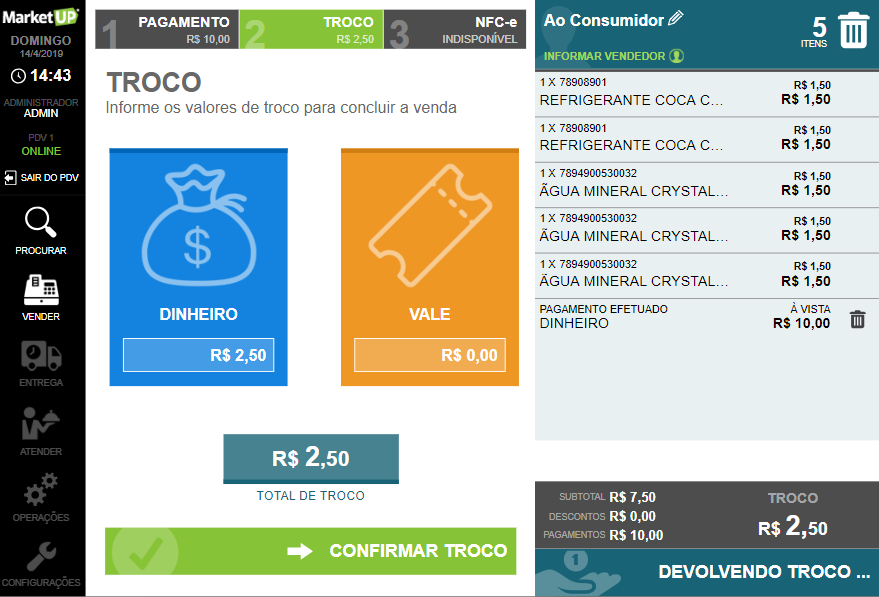 MarketUP
DOMINGO
14/4/2019
14:43
ADMINISTRADOR
ADMIN
PDV 1
ONLINE
SAIR DO PDV
PROCURAR
VENDER
ENTREGA
ATENDER
OPERAÇÕES
CONFIGURAÇÕES
1 PAGAMENTO
R$ 10,00
2 TROCO
R$ 2,50
3 NFC-e
INDISPONÍVEL
TROCO
Informe os valores de troco para concluir a venda
$
DINHEIRO
R$ 2,50
VALE
R$ 0,00
R$ 2,50
TOTAL DE TROCO
CONFIRMAR TROCO
Ao Consumidor
5
ITENS
INFORMAR VENDEDOR
1 X 78908901 R$ 1,50
REFRIGERANTE COCA C... R$ 1,50
1 X 78908901 R$ 1,50
REFRIGERANTE COCA C... R$ 1,50
1 X 7894900530032 R$ 1,50
ÁGUA MINERAL CRYSTAL... R$ 1,50
1 X 7894900530032 R$ 1,50
ÁGUA MINERAL CRYSTAL... R$ 1,50
1 X 7894900530032 R$ 1,50
ÁGUA MINERAL CRYSTAL... R$ 1,50
PAGAMENTO EFETUADO À VISTA
DINHEIRO R$ 10,00
SUBTOTAL R$ 7,50
DESCONTOS R$ 0,00
PAGAMENTOS R$ 10,00
TROCO
R$ 2,50
1
DEVOLVENDO TROCO ...